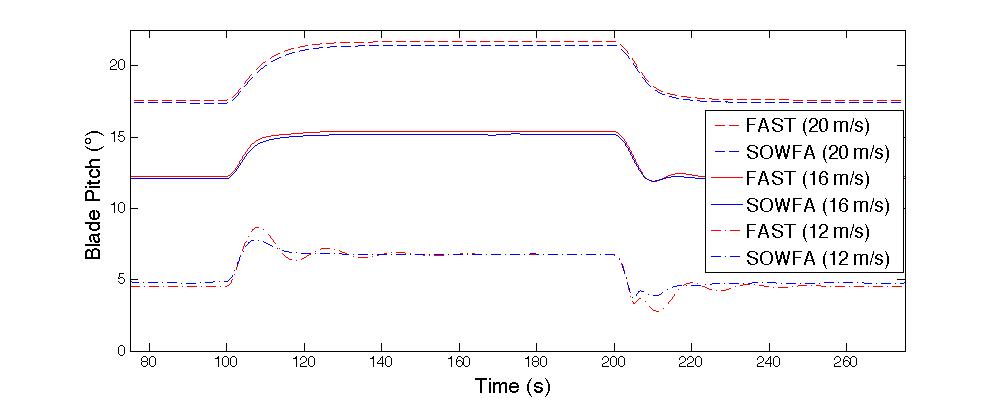 20
15
10
5
0
Blade Pitch (°)
FAST (20 m/s)
SOWFA (20 m/s)
FAST (16 m/s)
SOWFA (16 m/s)
FAST (12 m/s)
SOWFA (12 m/s)
80 100 120 140 160 180 200 220 240 260
Time (s)